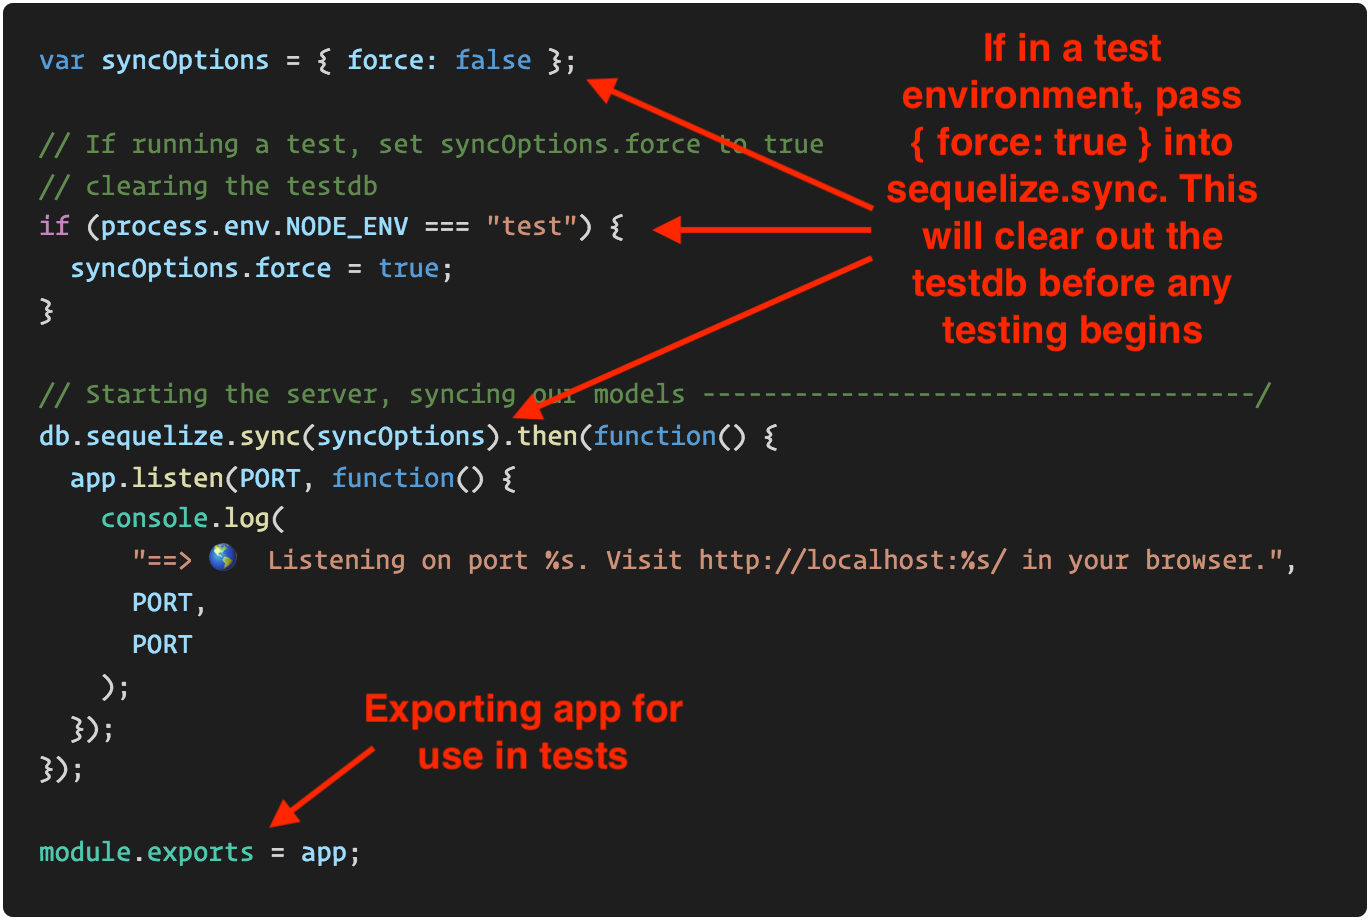 var syncOptions = { force: false };
// If running a test, set syncOptions.force to true
// clearing the testdb
if (process.env.NODE_ENV === "test") {
  syncOptions.force = true;
}
// Starting the server, syncing our models ------------------------------------/
db.sequelize.sync(syncOptions).then(function() {
  app.listen(PORT, function() {
    console.log(
      "==> 🌎  Listening on port %s. Visit http://localhost:%s/ in your browser.",
      PORT,
      PORT
    );
  });
});
module.exports = app;
If in a test
environment, pass
{ force: true } into
sequelize.sync. This
will clear out the
testdb before any
testing begins
Exporting app for
use in tests